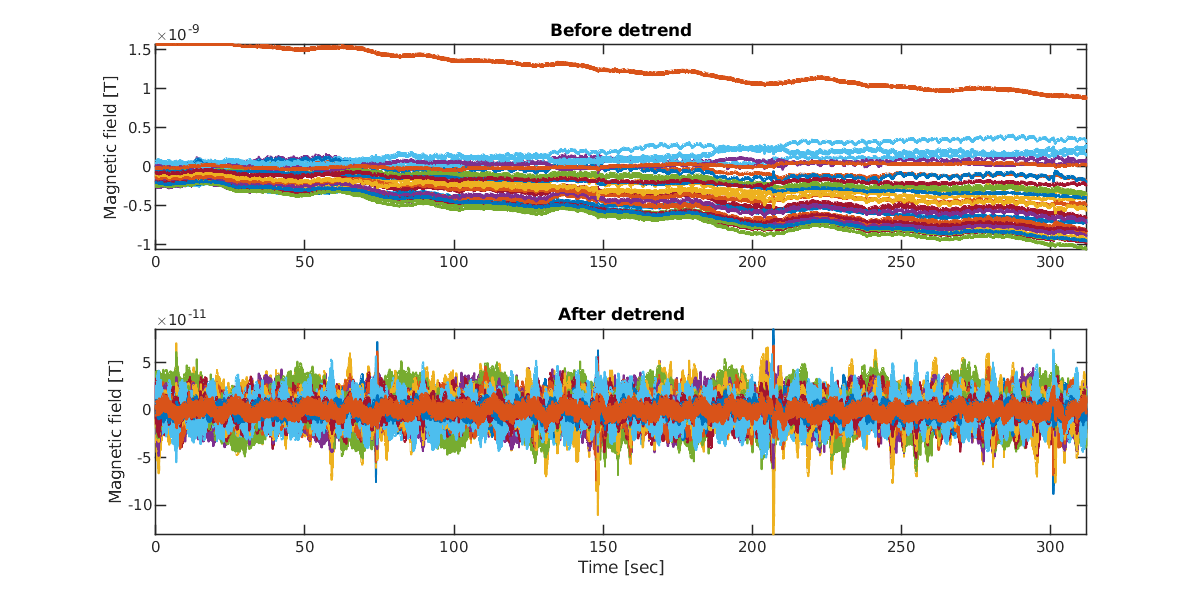 Before detrend
×10-9
1.5
1
0.5
0
-0.5
-1
Magnetic field [T]
0 50 100 150 200 250 300
After detrend
×10-11
5
0
-5
-10
Magnetic field [T]
0 50 100 150 200 250 300
Time [sec]